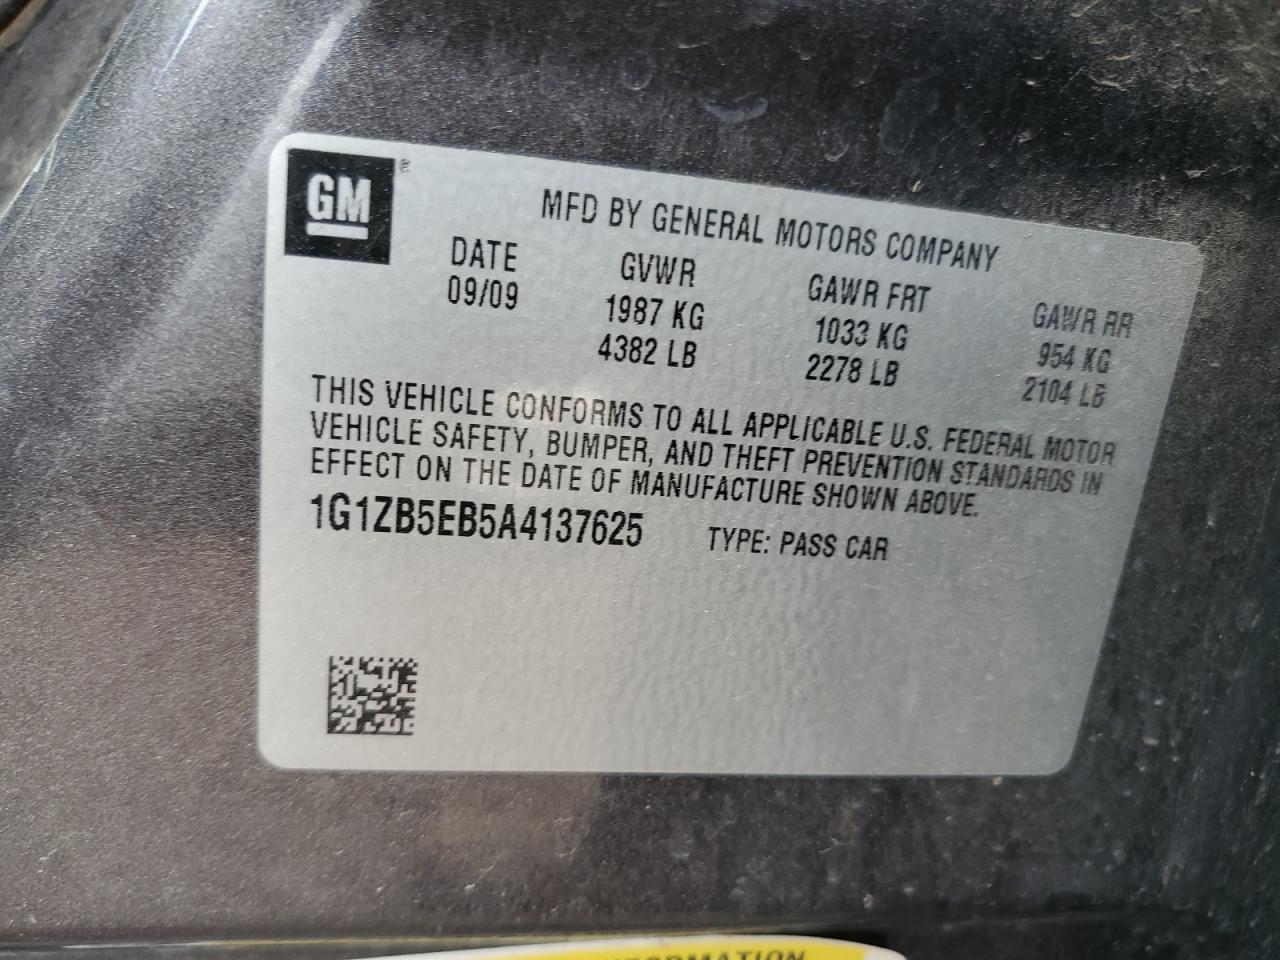 GM ®
MFD BY GENERAL MOTORS COMPANY
DATE GVWR GAWR FRT GAWR RR
09/09 1987 KG 1033 KG 954 KG
4382 LB 2278 LB 2104 LB
THIS VEHICLE CONFORMS TO ALL APPLICABLE U.S. FEDERAL MOTOR
VEHICLE SAFETY, BUMPER, AND THEFT PREVENTION STANDARDS IN
EFFECT ON THE DATE OF MANUFACTURE SHOWN ABOVE.
1G1ZB5EB5A4137625 TYPE: PASS CAR